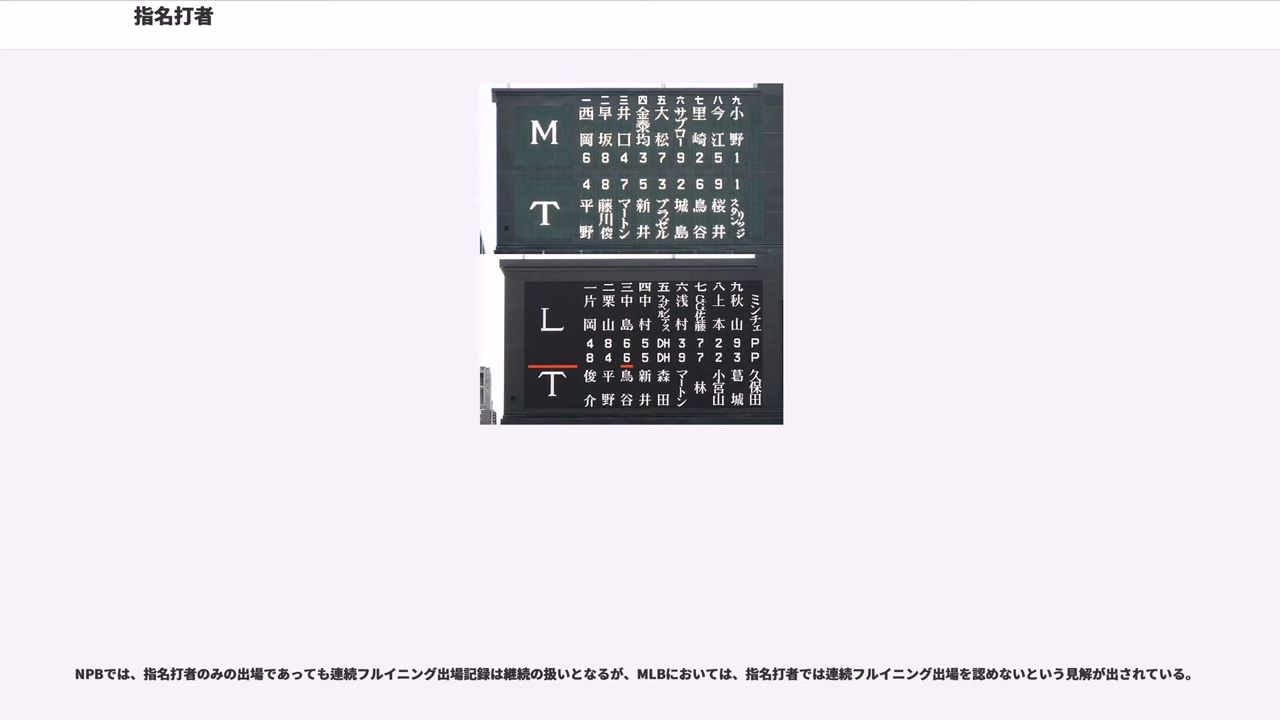 指名打者
一 二 三 四 五 六 七 八 九
M 西岡 早坂 井口 金泰均 大松 サブロー 里崎 今江 小野
6 8 4 3 7 9 2 5 1
4 8 7 5 3 2 6 9 1
T 平野 藤川俊 マートン 新井 ブラゼル 城島 鳥谷 桜井 スタンリッジ
一 二 三 四 五 六 七 八 九
L 片岡 栗山 中島 中村 フェルナンデス 浅村 G.G.佐藤 上本 秋山 ミンチェ
4 8 6 5 DH 3 7 2 9 P
8 4 6 5 DH 9 7 2 3 P
T 俊介 平野 鳥谷 新井 森田 マートン 林 小宮山 葛城 久保田
NPBでは、指名打者のみの出場であっても連続フルイニング出場記録は継続の扱いとなるが、MLBにおいては、指名打者では連続フルイニング出場を認めないという見解が出されている。